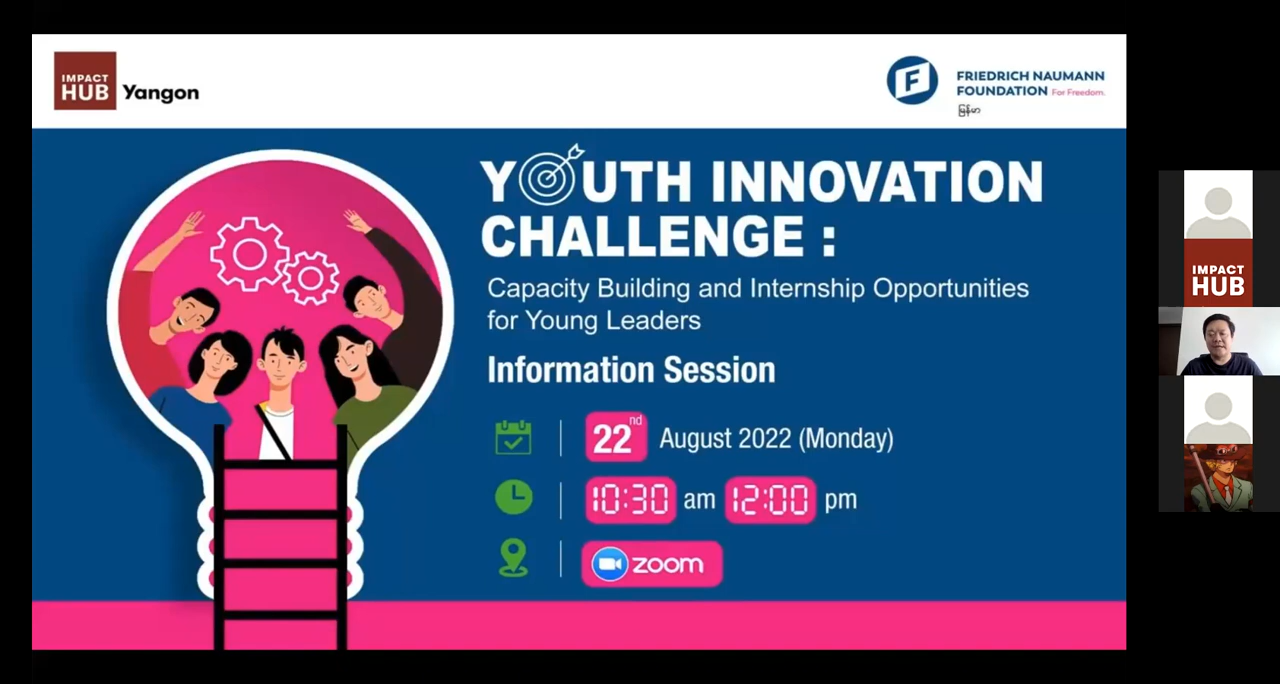 IMPACT
HUB Yangon
FRIEDRICH NAUMANN
FOUNDATION For Freedom.
မြန်မာ
YOUTH INNOVATION
CHALLENGE :
Capacity Building and Internship Opportunities
for Young Leaders
Information Session
22nd August 2022 (Monday)
10:30 am 12:00 pm
zoom
IMPACT
HUB